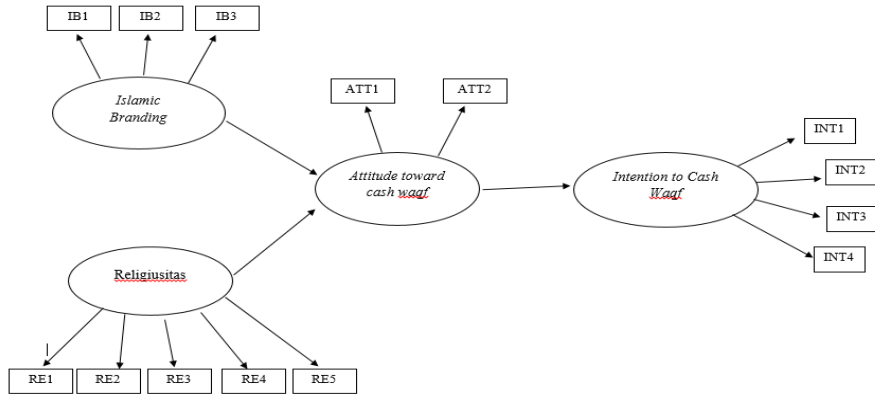 IB1
IB2
IB3
Islamic
Branding
ATT1
ATT2
Attitude toward
cash waqf
INT1
INT2
INT3
INT4
Intention to Cash
Waqf
Religiusitas
RE1
RE2
RE3
RE4
RE5